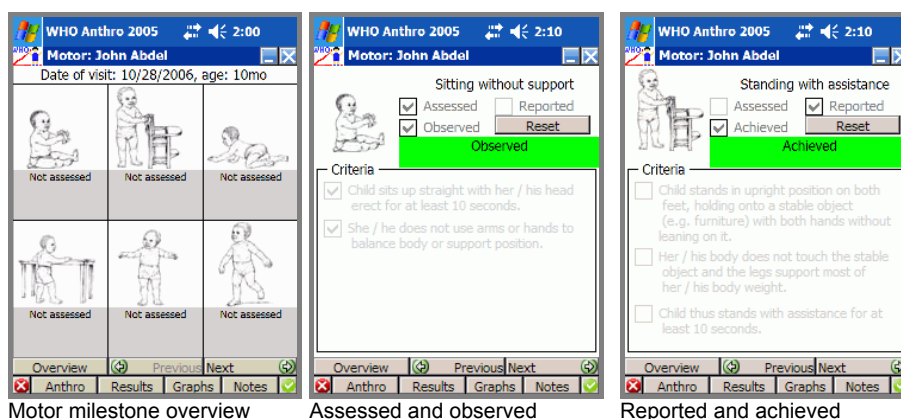 WHO Anthro 2005 2:00
WHO
Motor: John Abdel
Date of visit: 10/28/2006, age: 10mo
Not assessed Not assessed Not assessed
Not assessed Not assessed Not assessed
Overview Previous Next
Anthro Results Graphs Notes
Motor milestone overview
WHO Anthro 2005 2:10
WHO
Motor: John Abdel
Sitting without support
Assessed Reported
Observed Reset
Observed
Criteria
Child sits up straight with her / his head
erect for at least 10 seconds.
She / he does not use arms or hands to
balance body or support position.
Overview Previous Next
Anthro Results Graphs Notes
Assessed and observed
WHO Anthro 2005 2:10
WHO
Motor: John Abdel
Standing with assistance
Assessed Reported
Achieved Reset
Achieved
Criteria
Child stands in upright position on both
feet, holding onto a stable object
(e.g. furniture) with both hands without
leaning on it.
Her / his body does not touch the stable
object and the legs support most of
her / his body weight.
Child thus stands with assistance for at
least 10 seconds.
Overview Previous Next
Anthro Results Graphs Notes
Reported and achieved